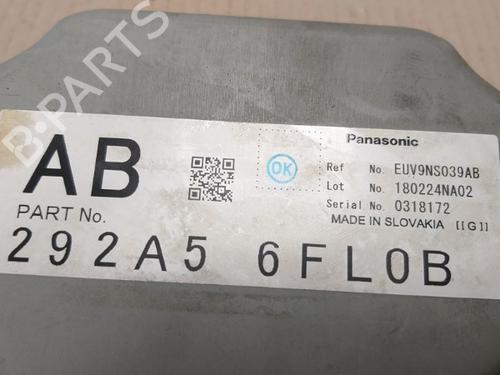 B-PARTS
AB
OK
Panasonic
Ref No. EUV9NS039AB
Lot No. 180224NA02
Serial No. 0318172
MADE IN SLOVAKIA [[G]]
PART No.
292A5 6FL0B